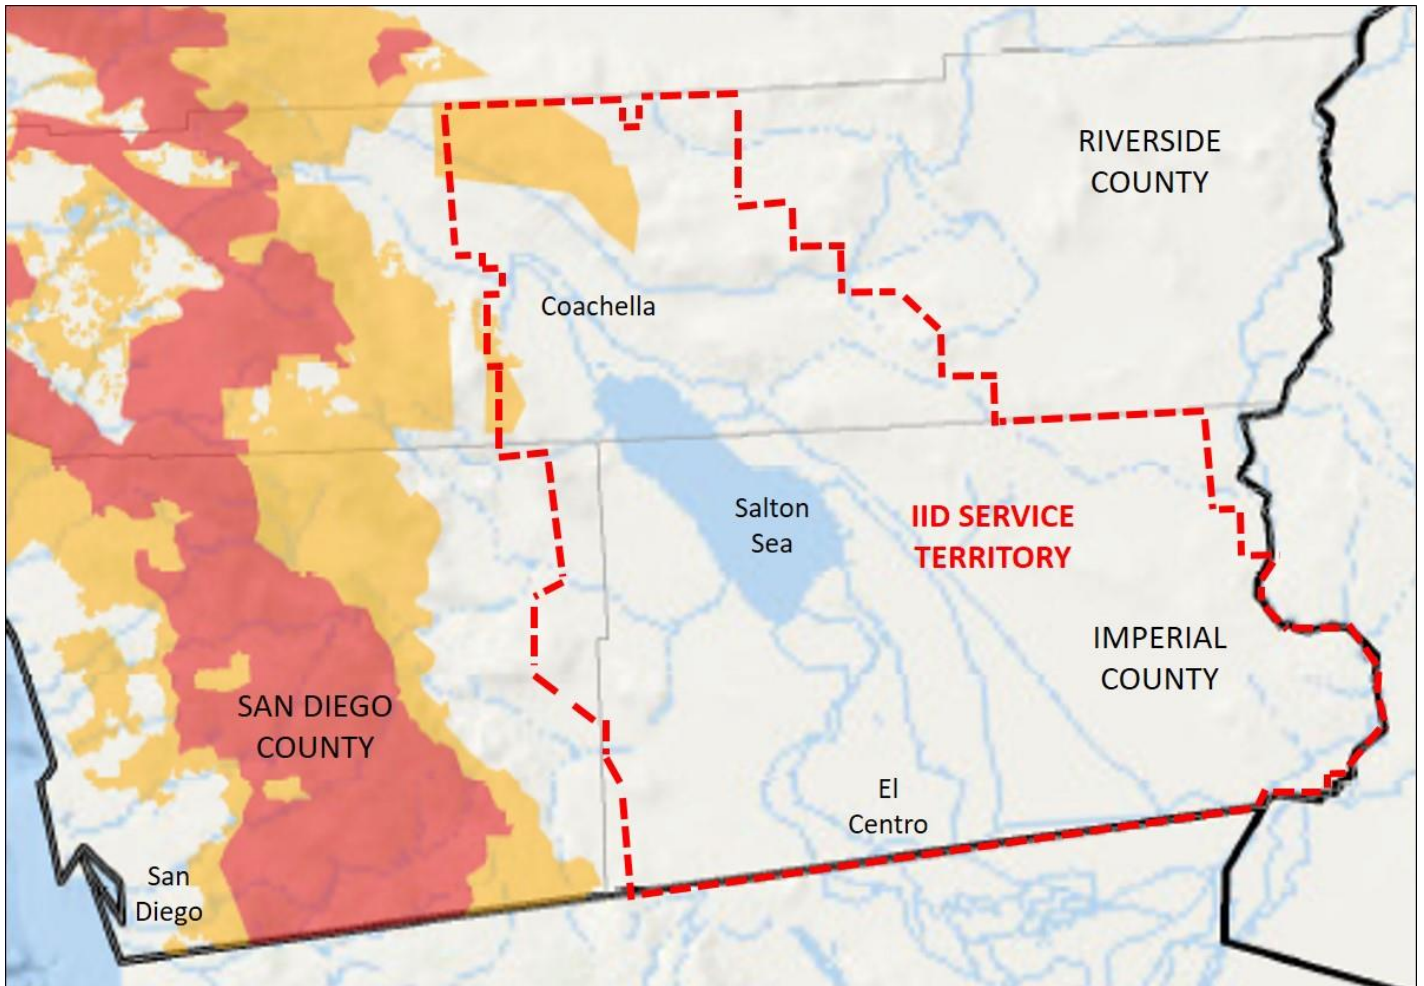 RIVERSIDE
COUNTY
Coachella
Salton
Sea
IID SERVICE
TERRITORY
IMPERIAL
COUNTY
SAN DIEGO
COUNTY
El
Centro
San
Diego